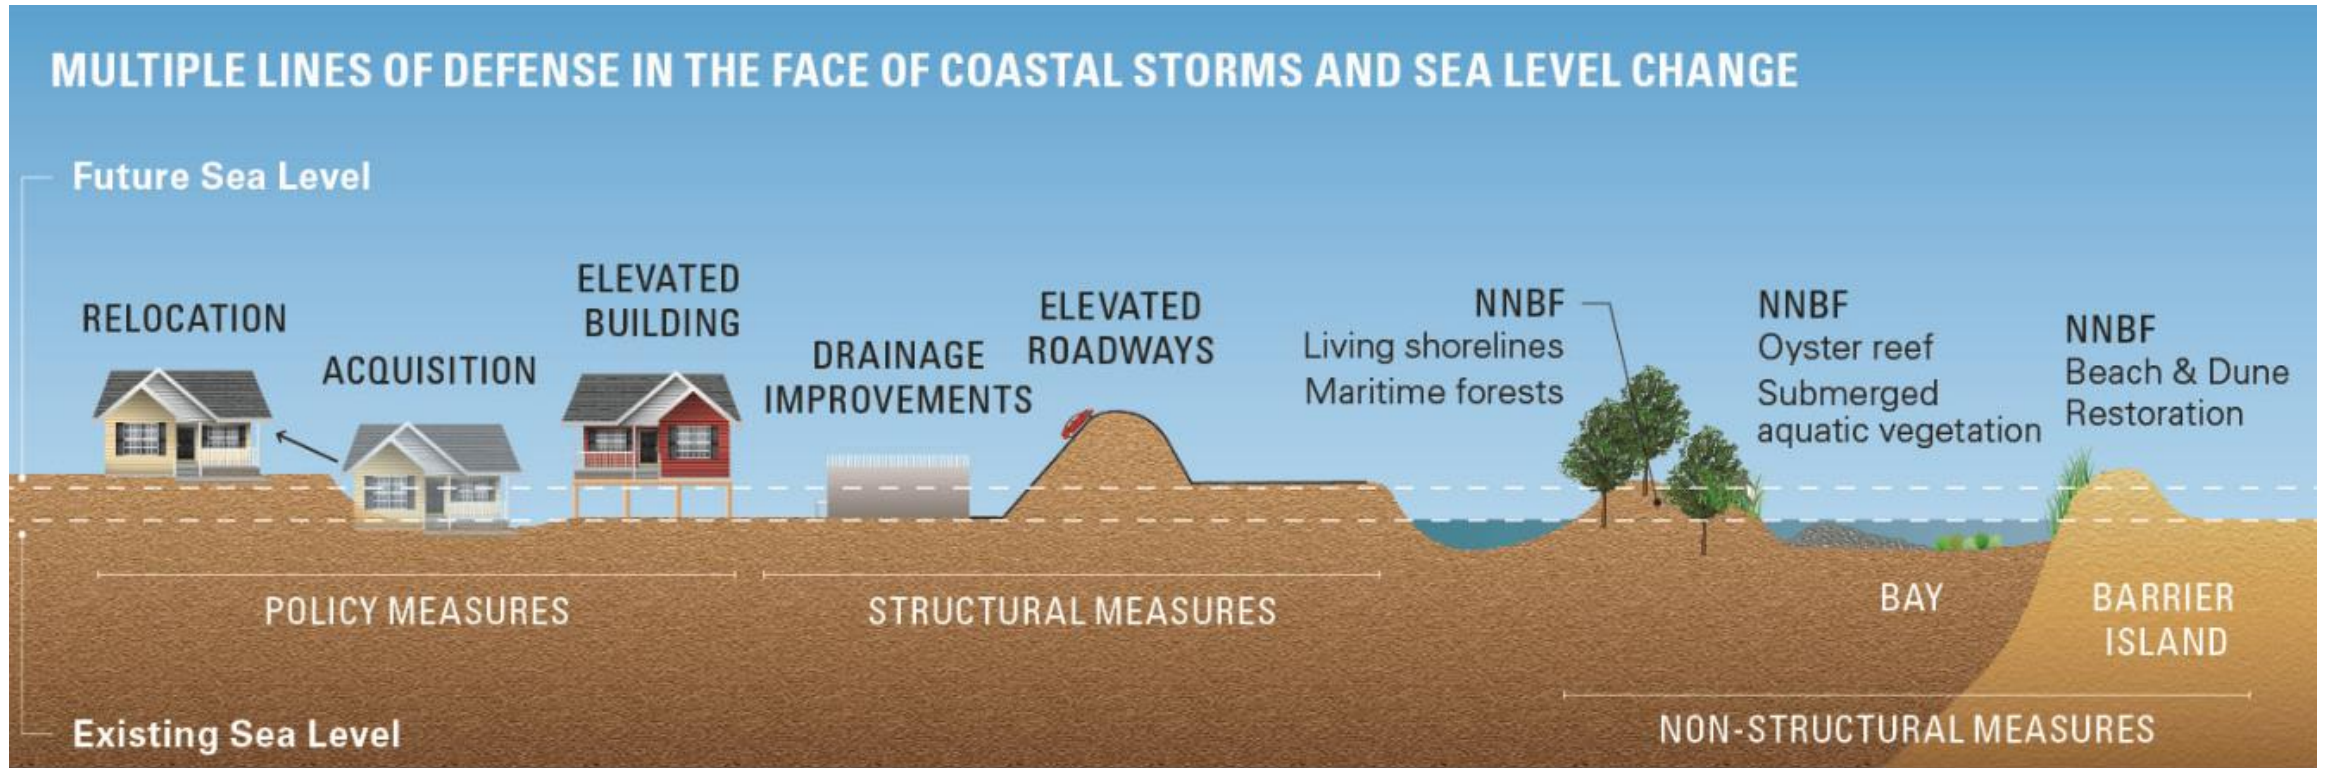 MULTIPLE LINES OF DEFENSE IN THE FACE OF COASTAL STORMS AND SEA LEVEL CHANGE
Future Sea Level
RELOCATION
ACQUISITION
ELEVATED
BUILDING
DRAINAGE
IMPROVEMENTS
ELEVATED
ROADWAYS
NNBF
Living shorelines
Maritime forests
NNBF
Oyster reef
Submerged
aquatic vegetation
NNBF
Beach & Dune
Restoration
POLICY MEASURES
STRUCTURAL MEASURES
BAY
BARRIER
ISLAND
NON-STRUCTURAL MEASURES
Existing Sea Level